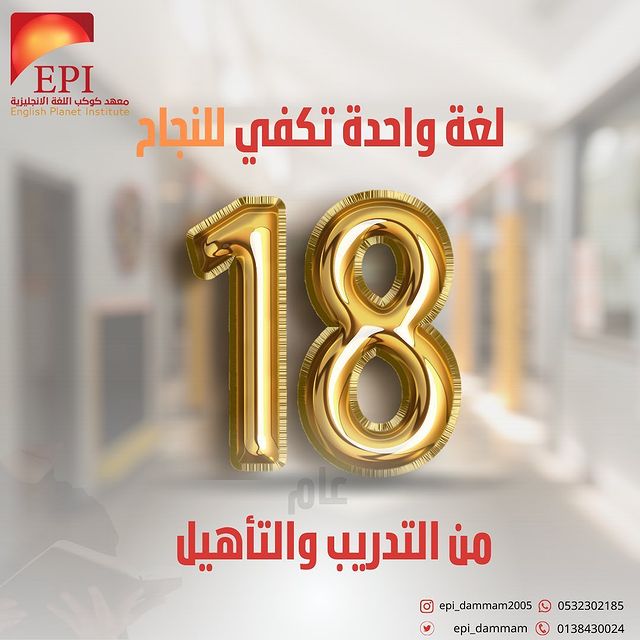 EPI
معهد كوكب اللغة الانجليزية
English Planet Institute
لغة واحدة تكفي للنجاح
18
عام
من التدريب والتأهيل
epi_dammam2005 0532302185
epi_dammam 0138430024